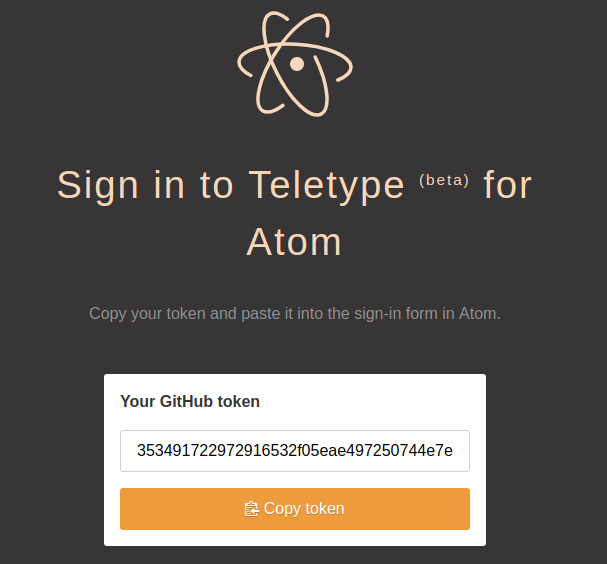 Sign in to Teletype (beta) for
Atom
Copy your token and paste it into the sign-in form in Atom.
Your GitHub token
353491722972916532f05eae497250744e7e
Copy token